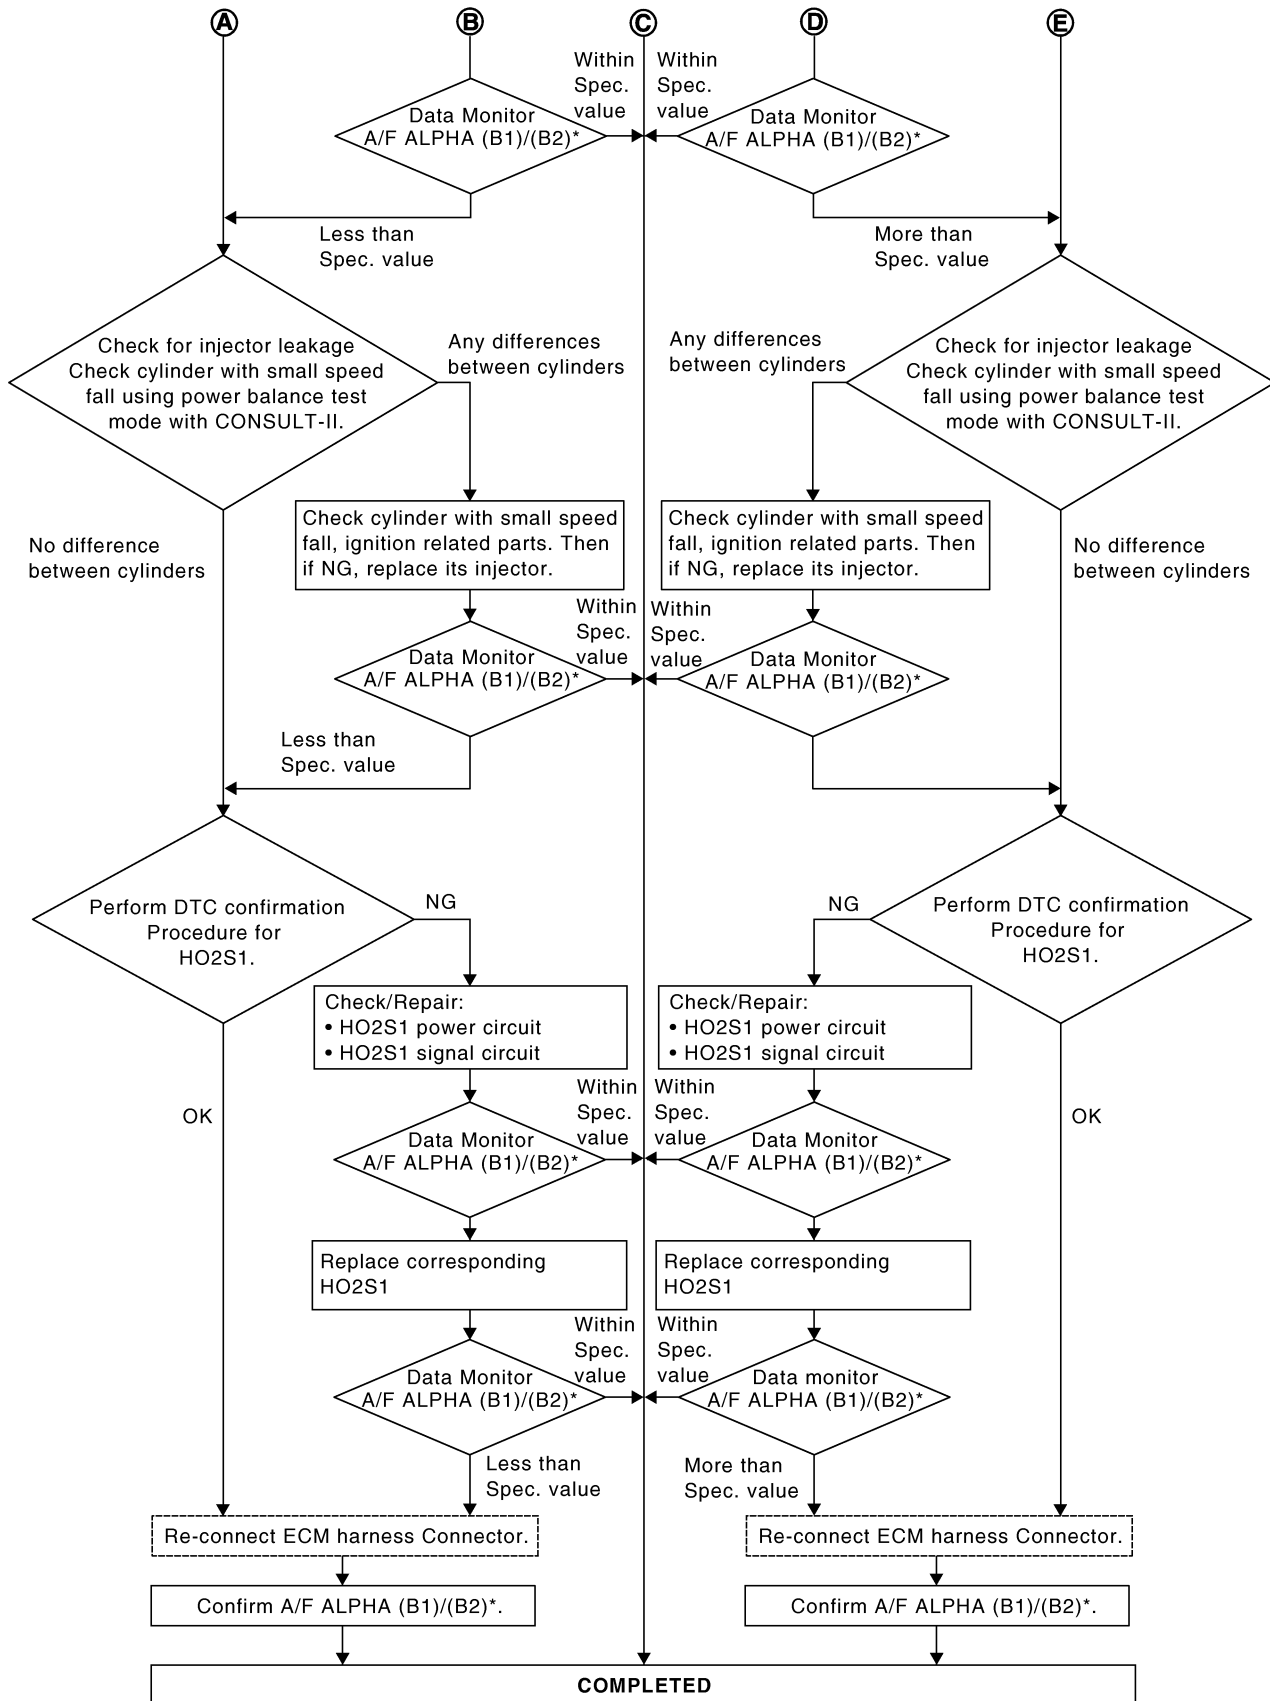 A
B
C
D
E
Within
Spec.
value
Within
Spec.
value
Data Monitor
A/F ALPHA (B1)/(B2)*
Data Monitor
A/F ALPHA (B1)/(B2)*
Less than
Spec. value
More than
Spec. value
Check for injector leakage
Check cylinder with small speed
fall using power balance test
mode with CONSULT-II.
Any differences
between cylinders
Any differences
between cylinders
Check for injector leakage
Check cylinder with small speed
fall using power balance test
mode with CONSULT-II.
No difference
between cylinders
Check cylinder with small speed
fall, ignition related parts. Then
if NG, replace its injector.
Check cylinder with small speed
fall, ignition related parts. Then
if NG, replace its injector.
No difference
between cylinders
Within
Spec.
value
Within
Spec.
value
Data Monitor
A/F ALPHA (B1)/(B2)*
Data Monitor
A/F ALPHA (B1)/(B2)*
Less than
Spec. value
Perform DTC confirmation
Procedure for
HO2S1.
NG
NG
Perform DTC confirmation
Procedure for
HO2S1.
Check/Repair:
• HO2S1 power circuit
• HO2S1 signal circuit
Check/Repair:
• HO2S1 power circuit
• HO2S1 signal circuit
OK
Within
Spec.
value
Within
Spec.
value
OK
Data Monitor
A/F ALPHA (B1)/(B2)*
Data Monitor
A/F ALPHA (B1)/(B2)*
Replace corresponding
HO2S1
Replace corresponding
HO2S1
Within
Spec.
value
Within
Spec.
value
Data Monitor
A/F ALPHA (B1)/(B2)*
Data monitor
A/F ALPHA (B1)/(B2)*
Less than
Spec. value
More than
Spec. value
Re-connect ECM harness Connector.
Re-connect ECM harness Connector.
Confirm A/F ALPHA (B1)/(B2)*.
Confirm A/F ALPHA (B1)/(B2)*.
COMPLETED